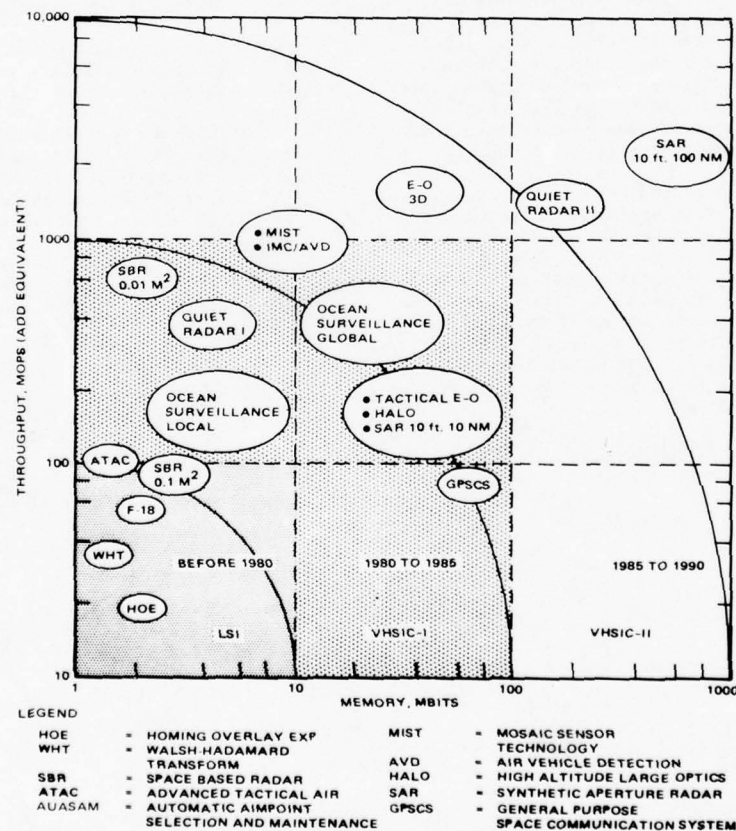 10,000
1000
100
10
THROUGHPUT, MOPS (ADD EQUIVALENT)
SAR
10 ft. 100 NM
E-O
3D
QUIET
RADAR II
● MIST
● IMC/AVD
SBR
0.01 M²
QUIET
RADAR I
OCEAN
SURVEILLANCE
GLOBAL
OCEAN
SURVEILLANCE
LOCAL
● TACTICAL E-O
● HALO
● SAR 10 ft. 10 NM
ATAC
SBR
0.1 M²
GPSCS
F-18
WHT
HOE
BEFORE 1980
1980 TO 1985
1985 TO 1990
LSI
VHSIC-I
VHSIC-II
1
10
100
1000
MEMORY, MBITS
LEGEND
HOE = HOMING OVERLAY EXP
WHT = WALSH-HADAMARD
TRANSFORM
SBR = SPACE BASED RADAR
ATAC = ADVANCED TACTICAL AIR
AUASAM = AUTOMATIC AIMPOINT
SELECTION AND MAINTENANCE
MIST = MOSAIC SENSOR
TECHNOLOGY
AVD = AIR VEHICLE DETECTION
HALO = HIGH ALTITUDE LARGE OPTICS
SAR = SYNTHETIC APERTURE RADAR
GPSCS = GENERAL PURPOSE
SPACE COMMUNICATION SYSTEM